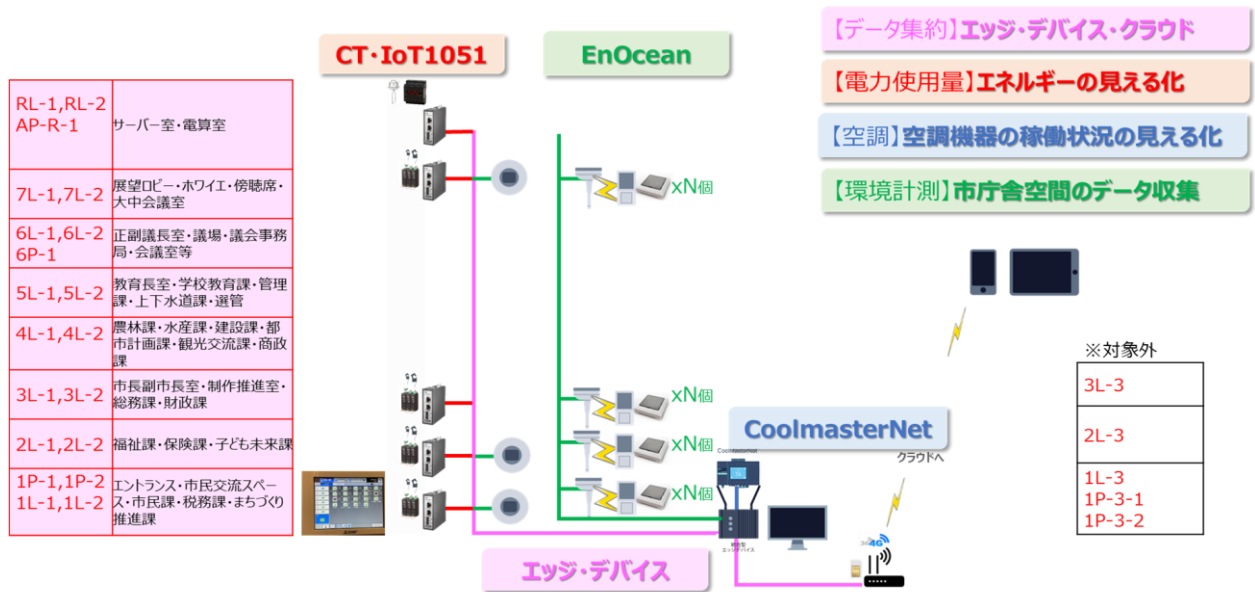 【データ集約】エッジ・デバイス・クラウド
CT・IoT1051
EnOcean
【電力使用量】エネルギーの見える化
【空調】空調機器の稼働状況の見える化
【環境計測】市庁舎空間のデータ収集
RL-1,RL-2
AP-R-1
サーバー室・電算室
7L-1,7L-2
展望ロビー・ホワイエ・傍聴席・
大中会議室
6L-1,6L-2
6P-1
正副議長室・議場・議会事務
局・会議室等
5L-1,5L-2
教育長室・学校教育課・管理
課・上下水道課・選管
4L-1,4L-2
農林課・水産課・建設課・都
市計画課・観光交流課・商政
課
3L-1,3L-2
市長副市長室・制作推進室・
総務課・財政課
2L-1,2L-2
福祉課・保険課・子ども未来課
1P-1,1P-2
1L-1,1L-2
エントランス・市民交流スペー
ス・市民課・税務課・まちづくり
推進課
xN個
xN個
xN個
xN個
CoolmasterNet
CoolMasterNet
エッジデバイス
クラウドへ
4G
エッジ・デバイス
※対象外
3L-3
2L-3
1L-3
1P-3-1
1P-3-2